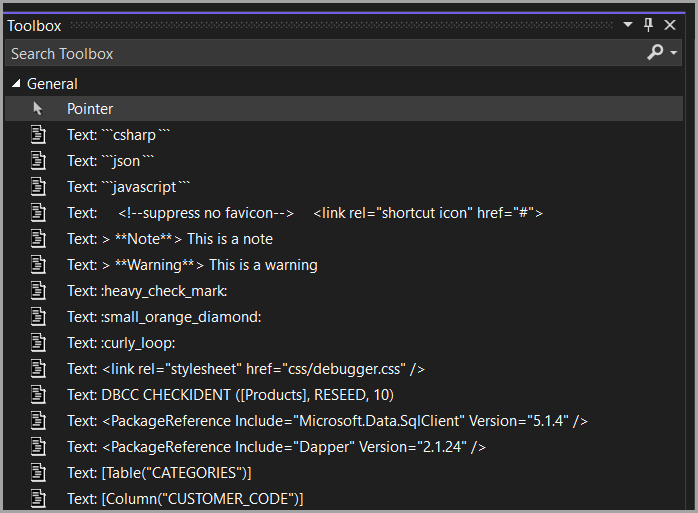 Toolbox
Search Toolbox
General
Pointer
Text: ```csharp```
Text: ```json```
Text: ```javascript```
Text:     <!--suppress no favicon-->     <link rel="shortcut icon" href="#">
Text: > **Note**> This is a note
Text: > **Warning**> This is a warning
Text: :heavy_check_mark:
Text: :small_orange_diamond:
Text: :curly_loop:
Text: <link rel="stylesheet" href="css/debugger.css" />
Text: DBCC CHECKIDENT ([Products], RESEED, 10)
Text: <PackageReference Include="Microsoft.Data.SqlClient" Version="5.1.4" />
Text: <PackageReference Include="Dapper" Version="2.1.24" />
Text: [Table("CATEGORIES")]
Text: [Column("CUSTOMER_CODE")]